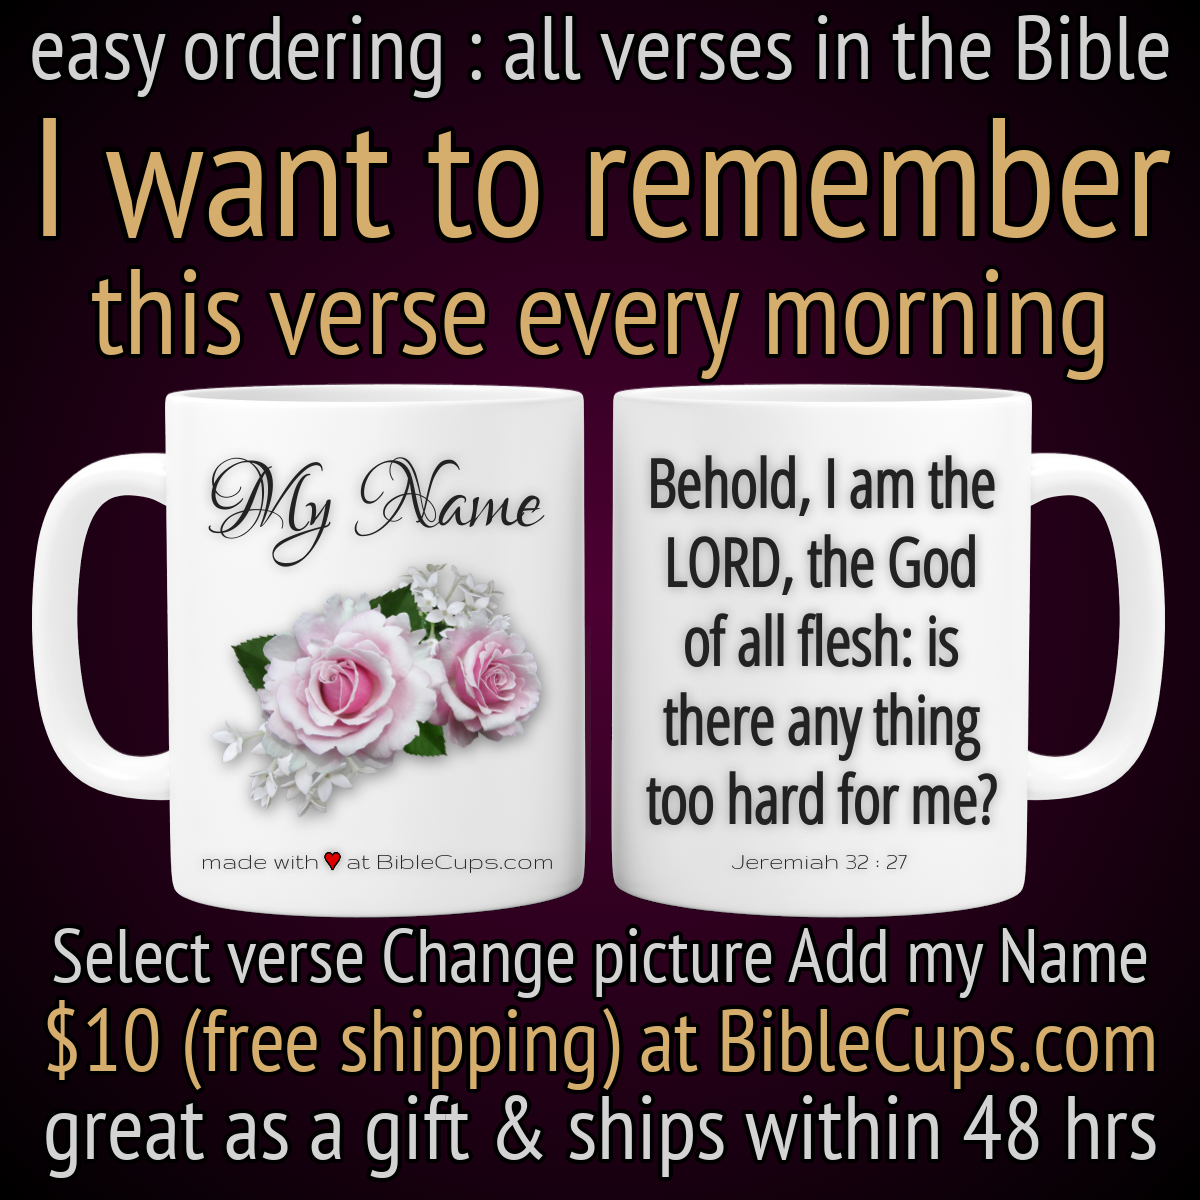 easy ordering : all verses in the Bible
I want to remember
this verse every morning
My Name
made with ❤ at BibleCups.com
Behold, I am the
LORD, the God
of all flesh: is
there any thing
too hard for me?
Jeremiah 32 : 27
Select verse Change picture Add my Name
$10 (free shipping) at BibleCups.com
great as a gift & ships within 48 hrs